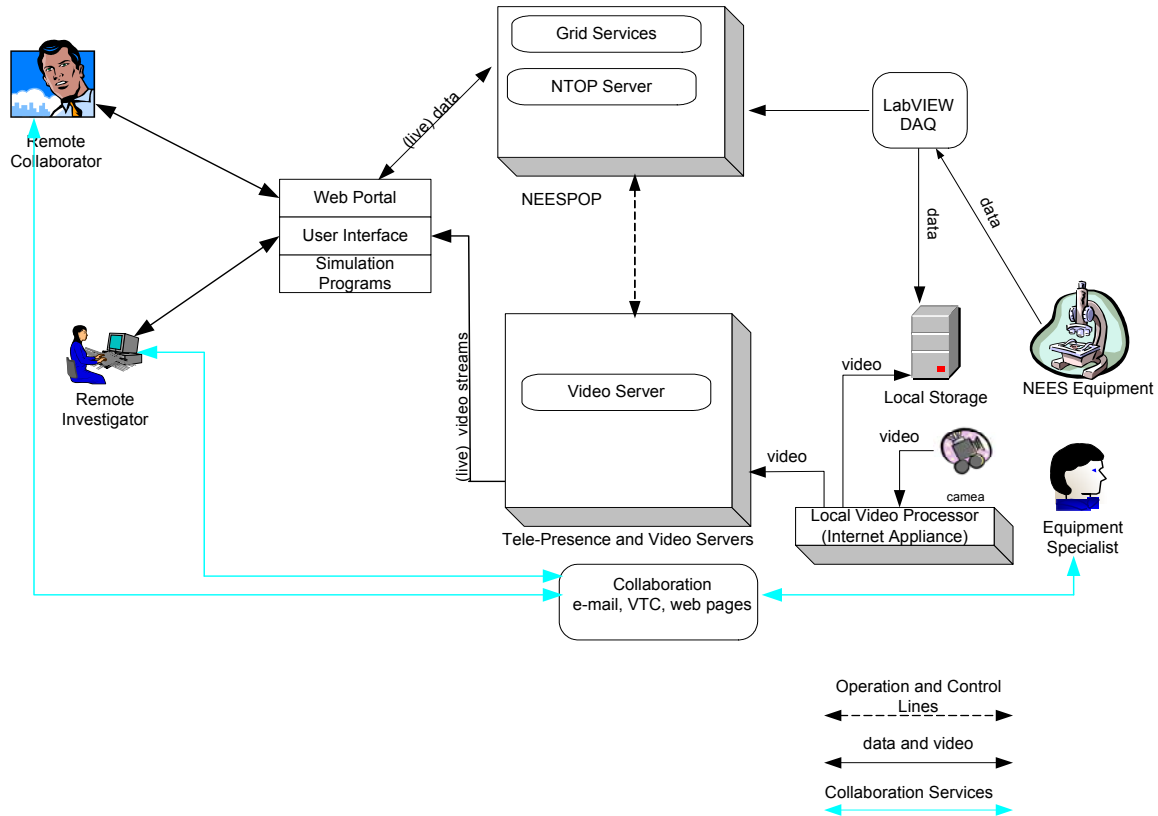 Grid Services
NTOP Server
NEESPOP
(live) data
LabVIEW
DAQ
Remote
Collaborator
Web Portal
User Interface
Simulation
Programs
data
data
Remote
Investigator
(live) video streams
Video Server
Tele-Presence and Video Servers
video
video
Local Storage
NEES Equipment
video
camea
Local Video Processor
(Internet Appliance)
Equipment
Specialist
Collaboration
e-mail, VTC, web pages
Operation and Control
Lines
data and video
Collaboration Services